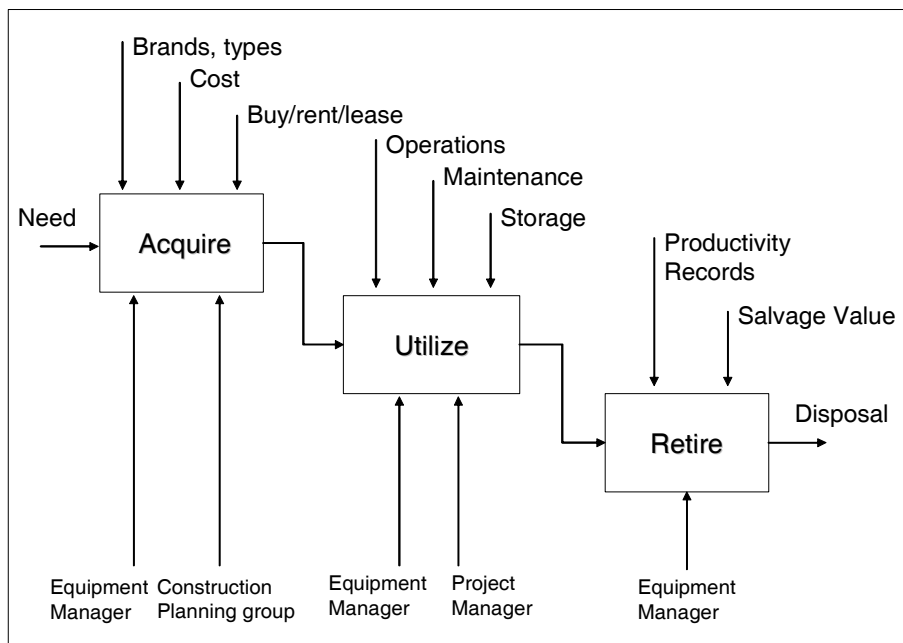 Brands, types
Cost
Buy/rent/lease
Operations
Maintenance
Storage
Need
Acquire
Productivity
Records
Salvage Value
Utilize
Disposal
Retire
Equipment
Manager
Construction
Planning group
Equipment
Manager
Project
Manager
Equipment
Manager